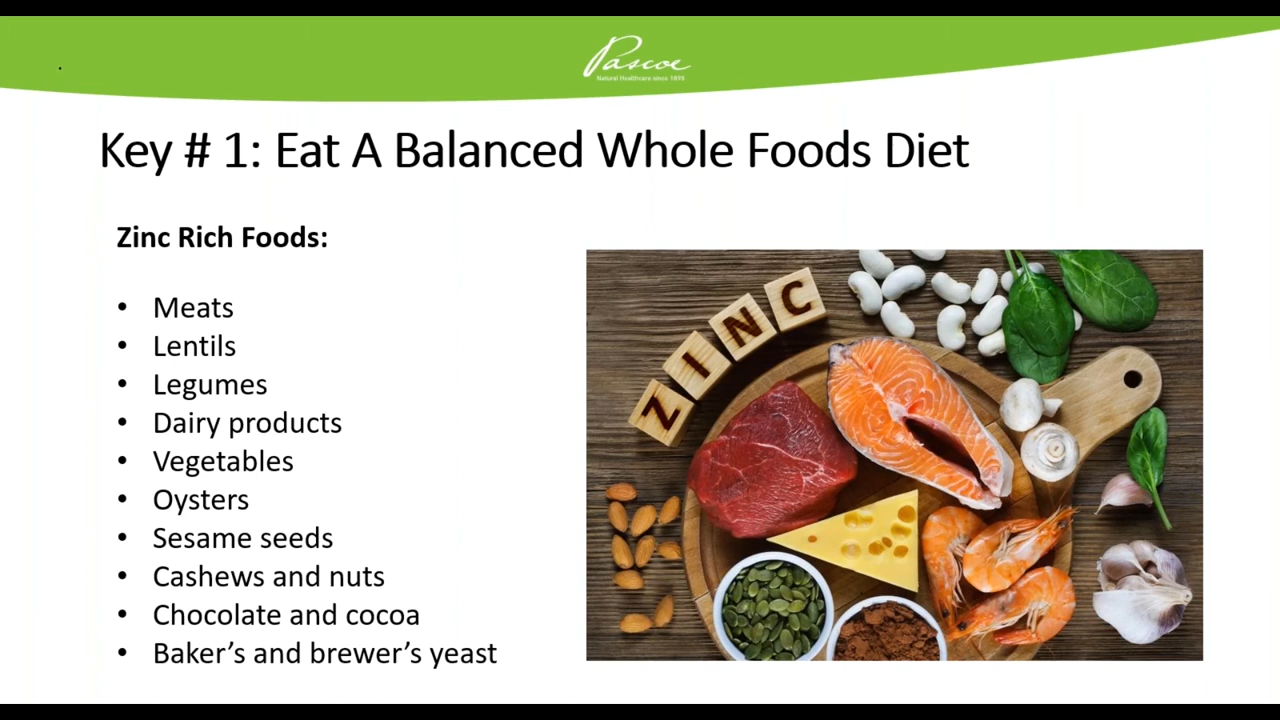 Pascoe
Natural Healthcare since 1895
Key # 1: Eat A Balanced Whole Foods Diet
Zinc Rich Foods:
• Meats
• Lentils
• Legumes
• Dairy products
• Vegetables
• Oysters
• Sesame seeds
• Cashews and nuts
• Chocolate and cocoa
• Baker’s and brewer’s yeast
ZINC